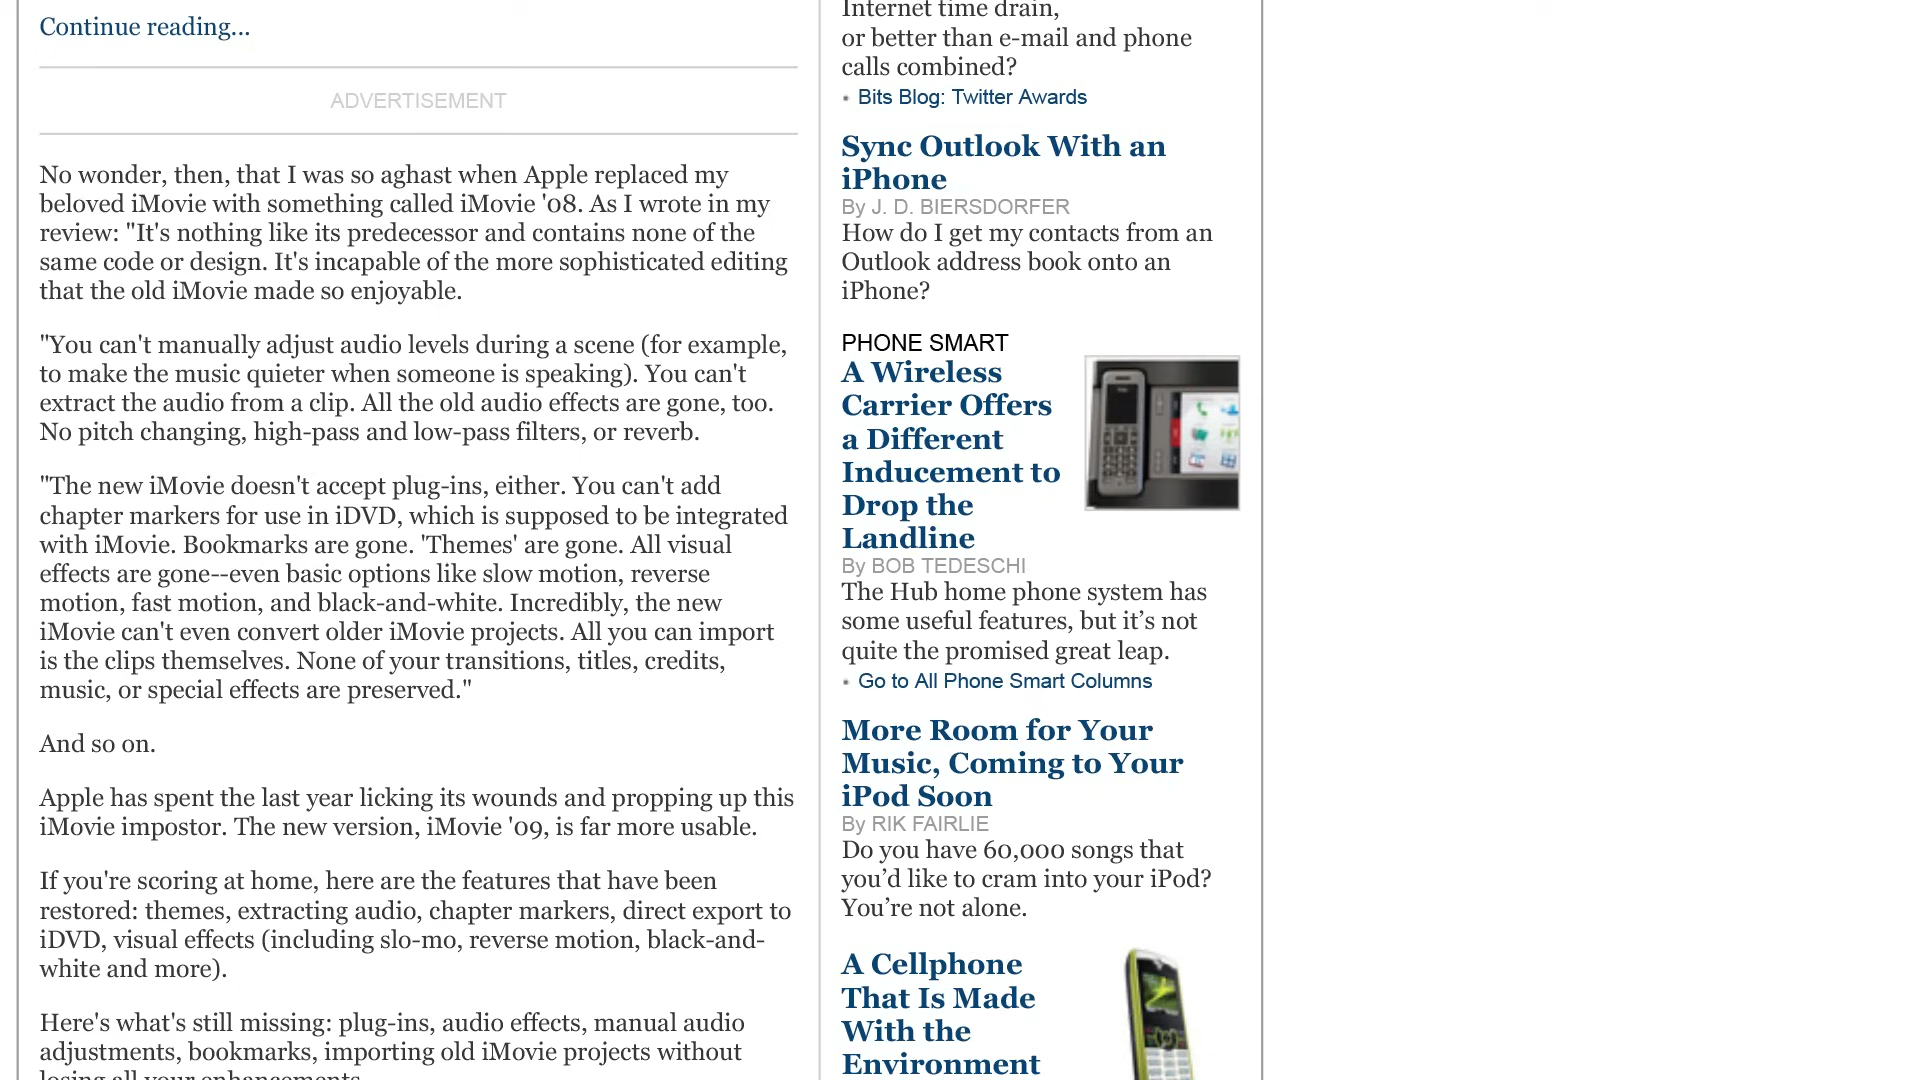 Continue reading...
ADVERTISEMENT
No wonder, then, that I was so aghast when Apple replaced my
beloved iMovie with something called iMovie '08. As I wrote in my
review: "It's nothing like its predecessor and contains none of the
same code or design. It's incapable of the more sophisticated editing
that the old iMovie made so enjoyable.
"You can't manually adjust audio levels during a scene (for example,
to make the music quieter when someone is speaking). You can't
extract the audio from a clip. All the old audio effects are gone, too.
No pitch changing, high-pass and low-pass filters, or reverb.
"The new iMovie doesn't accept plug-ins, either. You can't add
chapter markers for use in iDVD, which is supposed to be integrated
with iMovie. Bookmarks are gone. 'Themes' are gone. All visual
effects are gone--even basic options like slow motion, reverse
motion, fast motion, and black-and-white. Incredibly, the new
iMovie can't even convert older iMovie projects. All you can import
is the clips themselves. None of your transitions, titles, credits,
music, or special effects are preserved."
And so on.
Apple has spent the last year licking its wounds and propping up this
iMovie impostor. The new version, iMovie '09, is far more usable.
If you're scoring at home, here are the features that have been
restored: themes, extracting audio, chapter markers, direct export to
iDVD, visual effects (including slo-mo, reverse motion, black-and-
white and more).
Here's what's still missing: plug-ins, audio effects, manual audio
adjustments, bookmarks, importing old iMovie projects without
losing all your enhancements.
Internet time drain,
or better than e-mail and phone
calls combined?
• Bits Blog: Twitter Awards
Sync Outlook With an
iPhone
By J. D. BIERSDORFER
How do I get my contacts from an
Outlook address book onto an
iPhone?
PHONE SMART
A Wireless
Carrier Offers
a Different
Inducement to
Drop the
Landline
By BOB TEDESCHI
The Hub home phone system has
some useful features, but it’s not
quite the promised great leap.
• Go to All Phone Smart Columns
More Room for Your
Music, Coming to Your
iPod Soon
By RIK FAIRLIE
Do you have 60,000 songs that
you’d like to cram into your iPod?
You’re not alone.
A Cellphone
That Is Made
With the
Environment